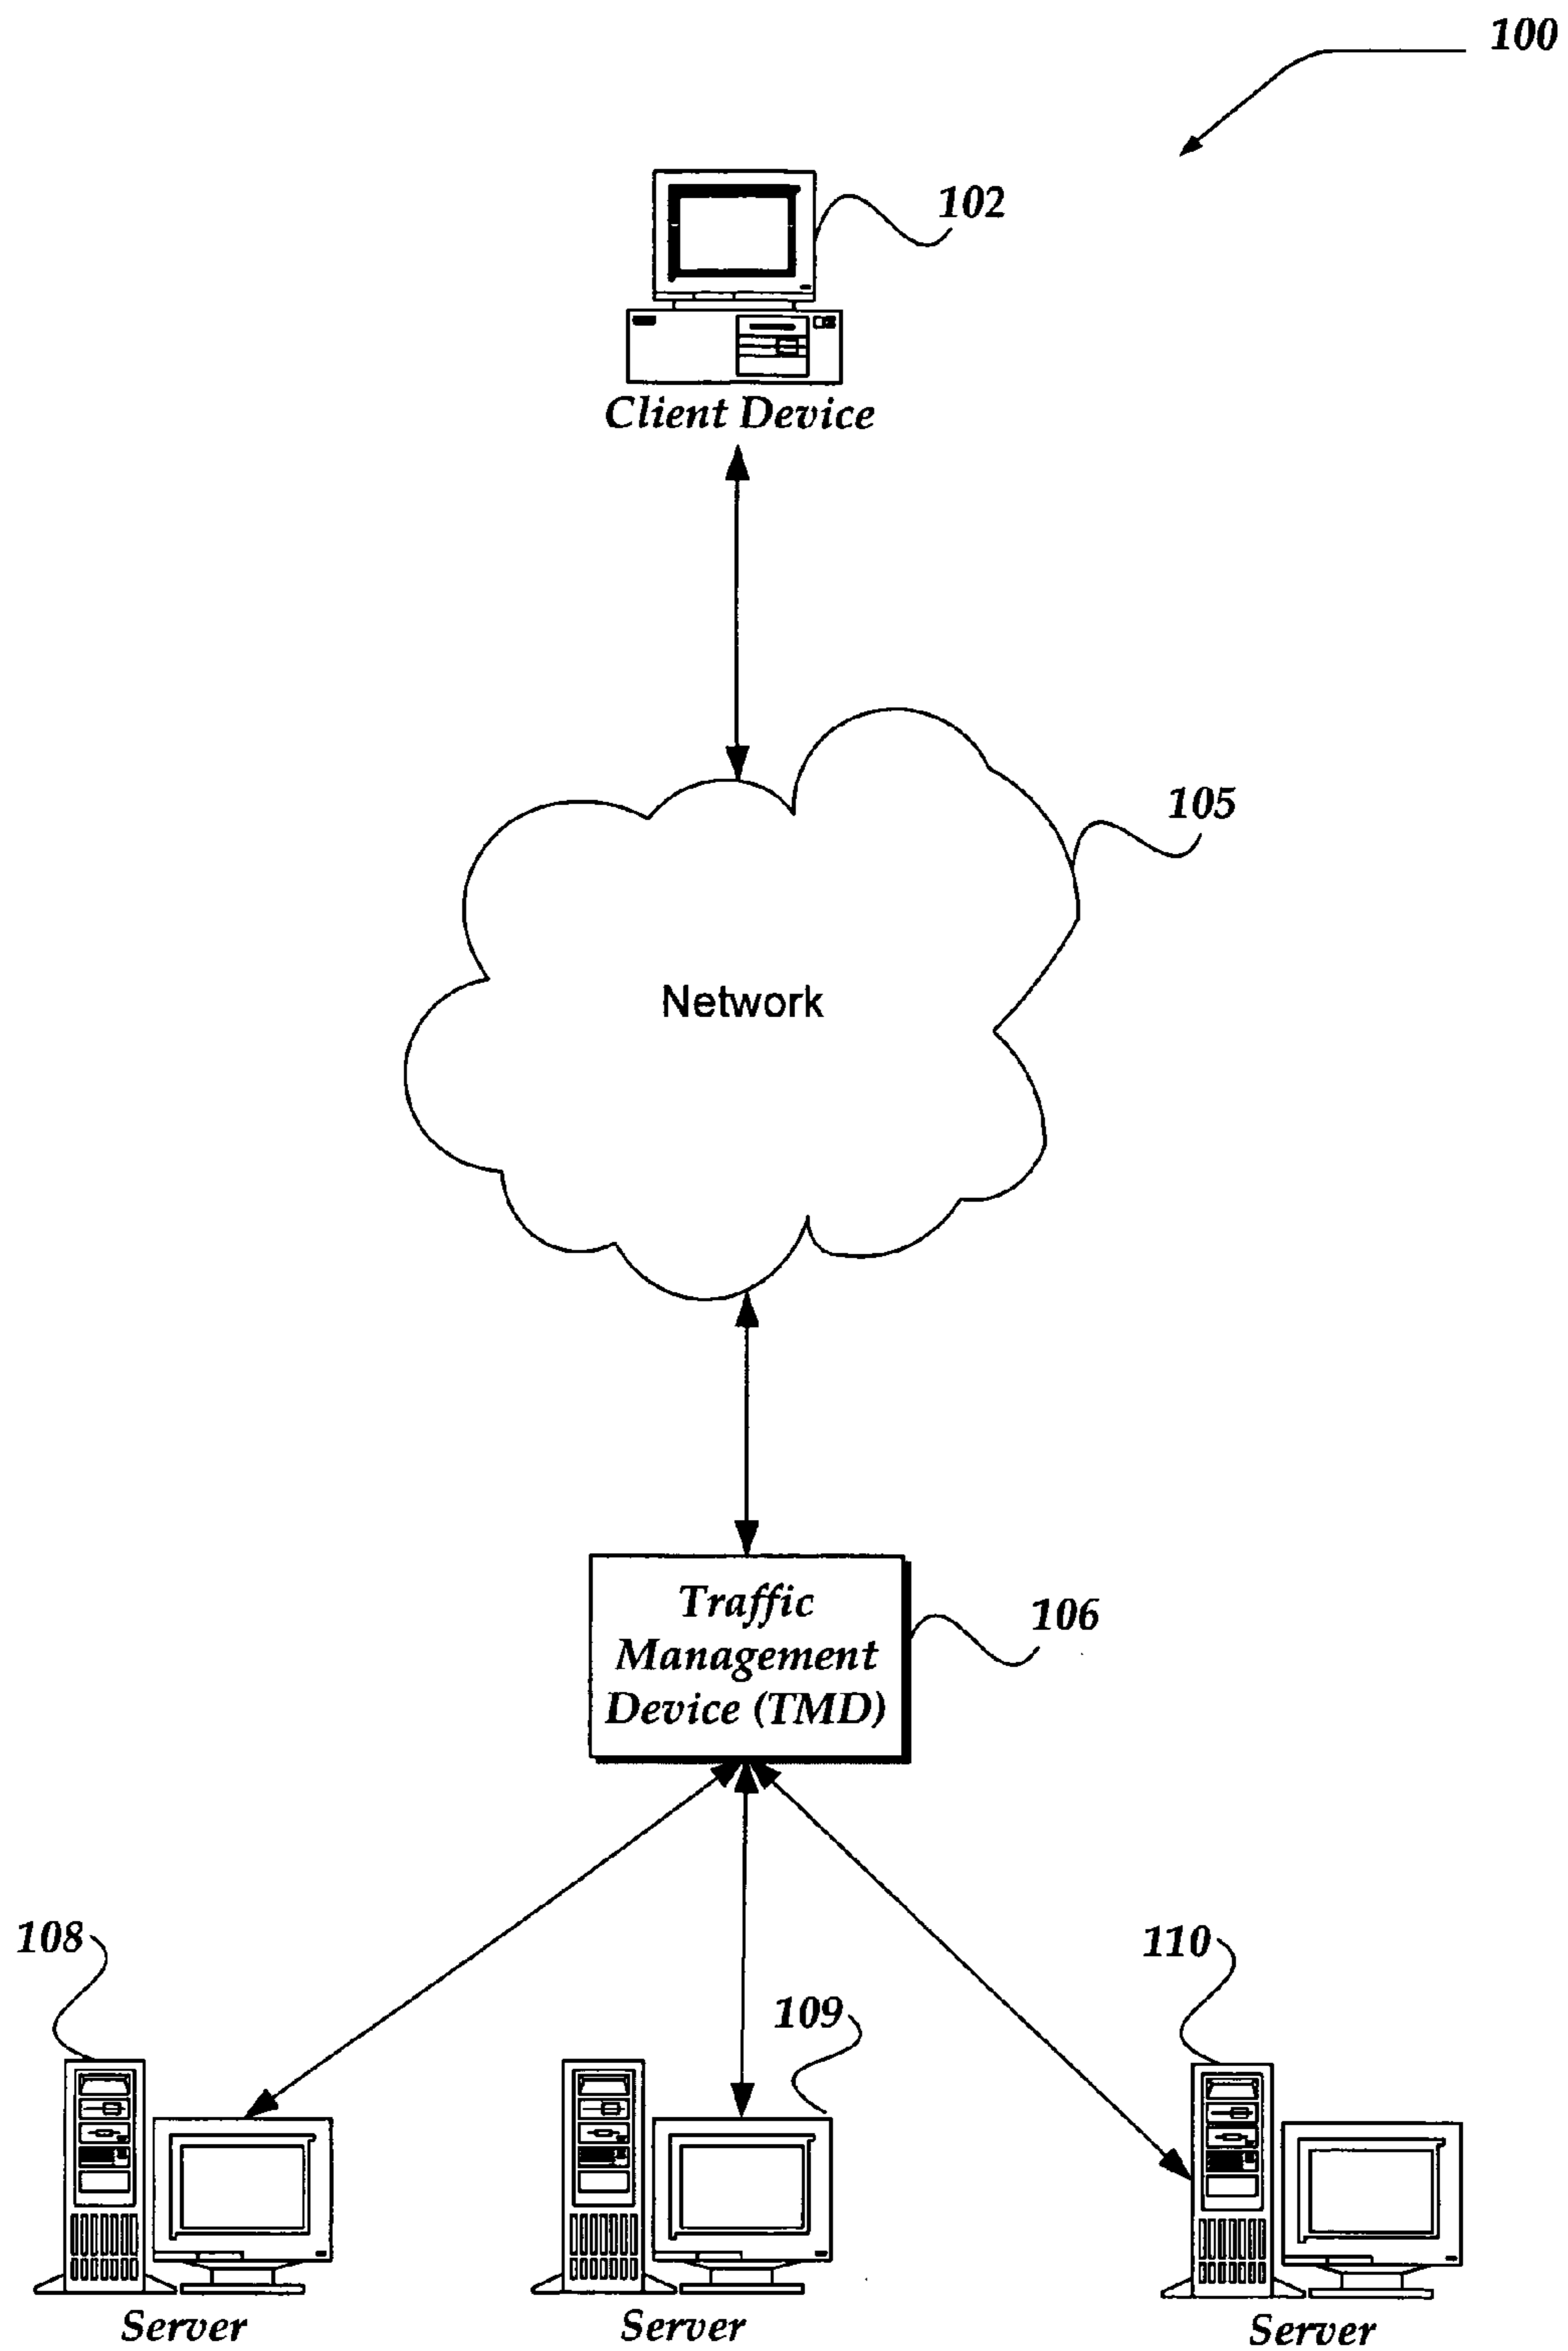 100
102
Client Device
105
Network
Traffic
Management
Device (TMD)
106
108
109
110
Server
Server
Server